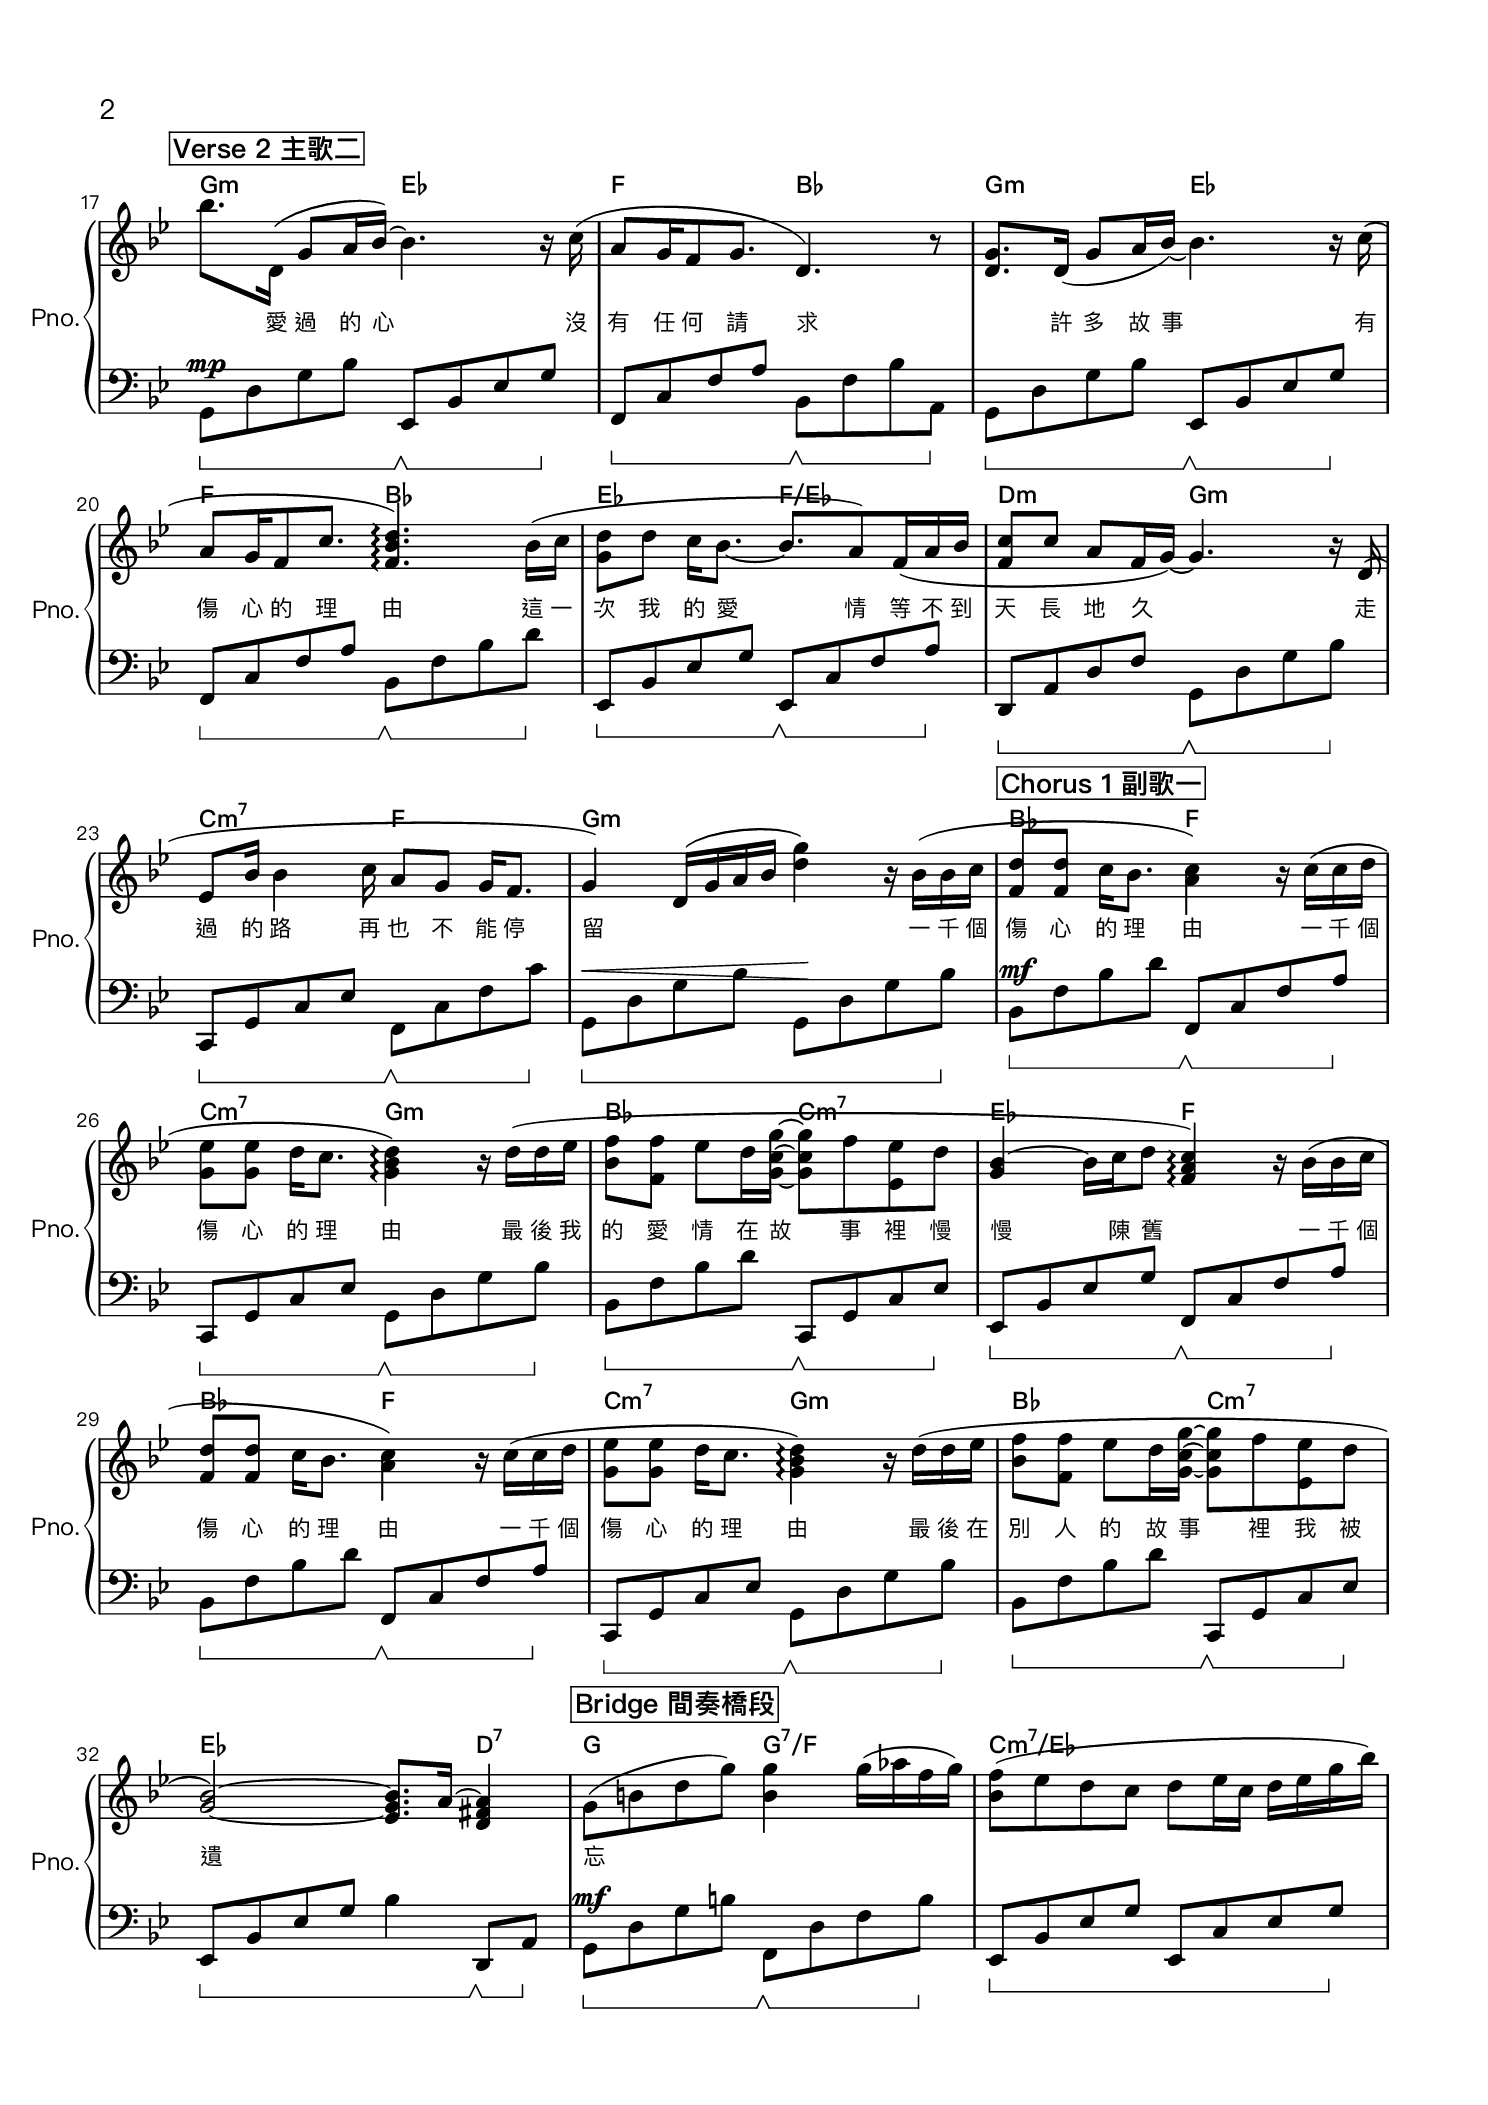 2
Verse 2 主歌二
Gm E♭ F B♭ Gm E♭
17
Pno.
愛過的心 沒有任何請求 許多故事 有
mp
F B♭ E♭ F/E♭ Dm Gm
20
Pno.
傷心的理由 這一次我的愛情等不到天長地久 走
Chorus 1 副歌一
Cm7 F Gm B♭ F
23
Pno.
過的路再也不能停留 一千個傷心的理由 一千個
mf
Cm7 Gm B♭ Cm7 E♭ F
26
Pno.
傷心的理由 最後我的愛情在故事裡慢慢陳舊 一千個
B♭ F Cm7 Gm B♭ Cm7
29
Pno.
傷心的理由 一千個傷心的理由 最後在別人的故事裡我被
Bridge 間奏橋段
E♭ D7 G G7/F Cm7/E♭
32
Pno.
遺 忘
mf